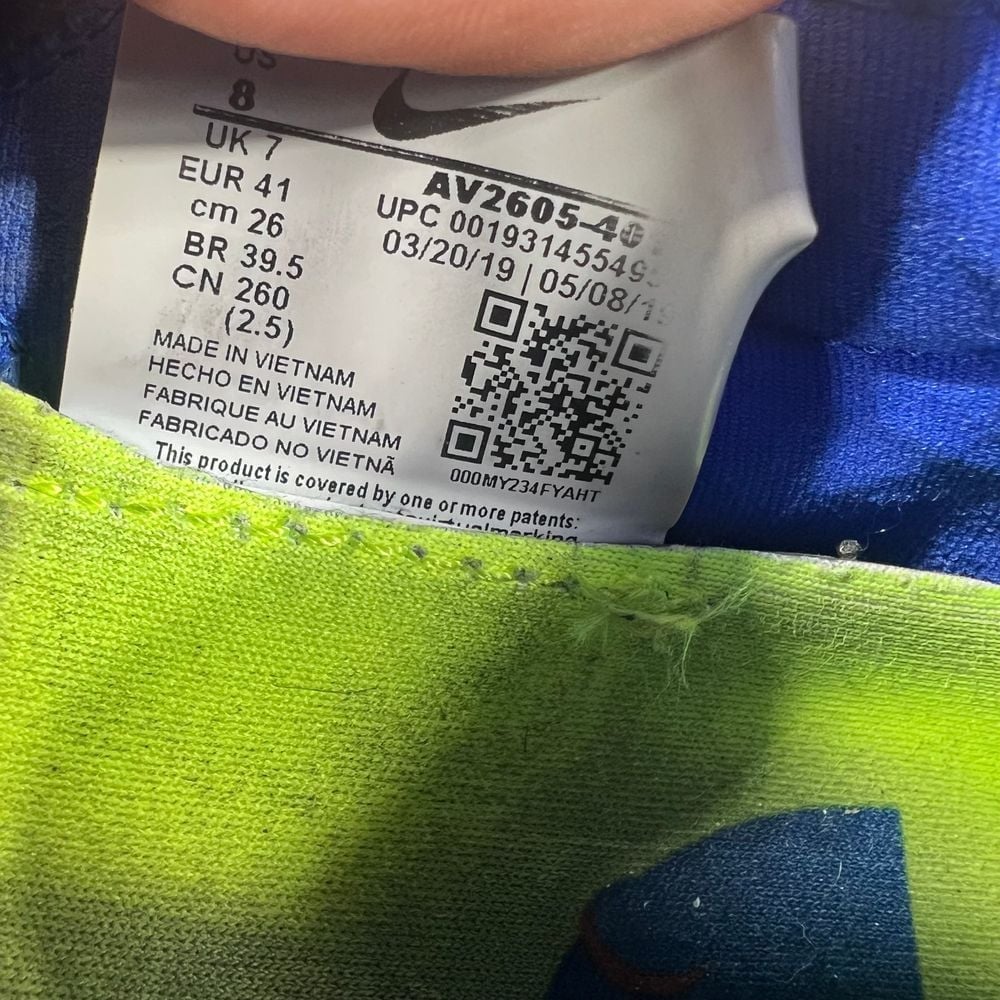 US
8
UK 7
EUR 41
cm 26
BR 39.5
CN 260
(2.5)
AV2605-40
UPC 00193145549
03/20/19 | 05/08/19
000MY234FYAHT
MADE IN VIETNAM
HECHO EN VIETNAM
FABRIQUE AU VIETNAM
FABRICADO NO VIETNÃ
This product is covered by one or more patents: